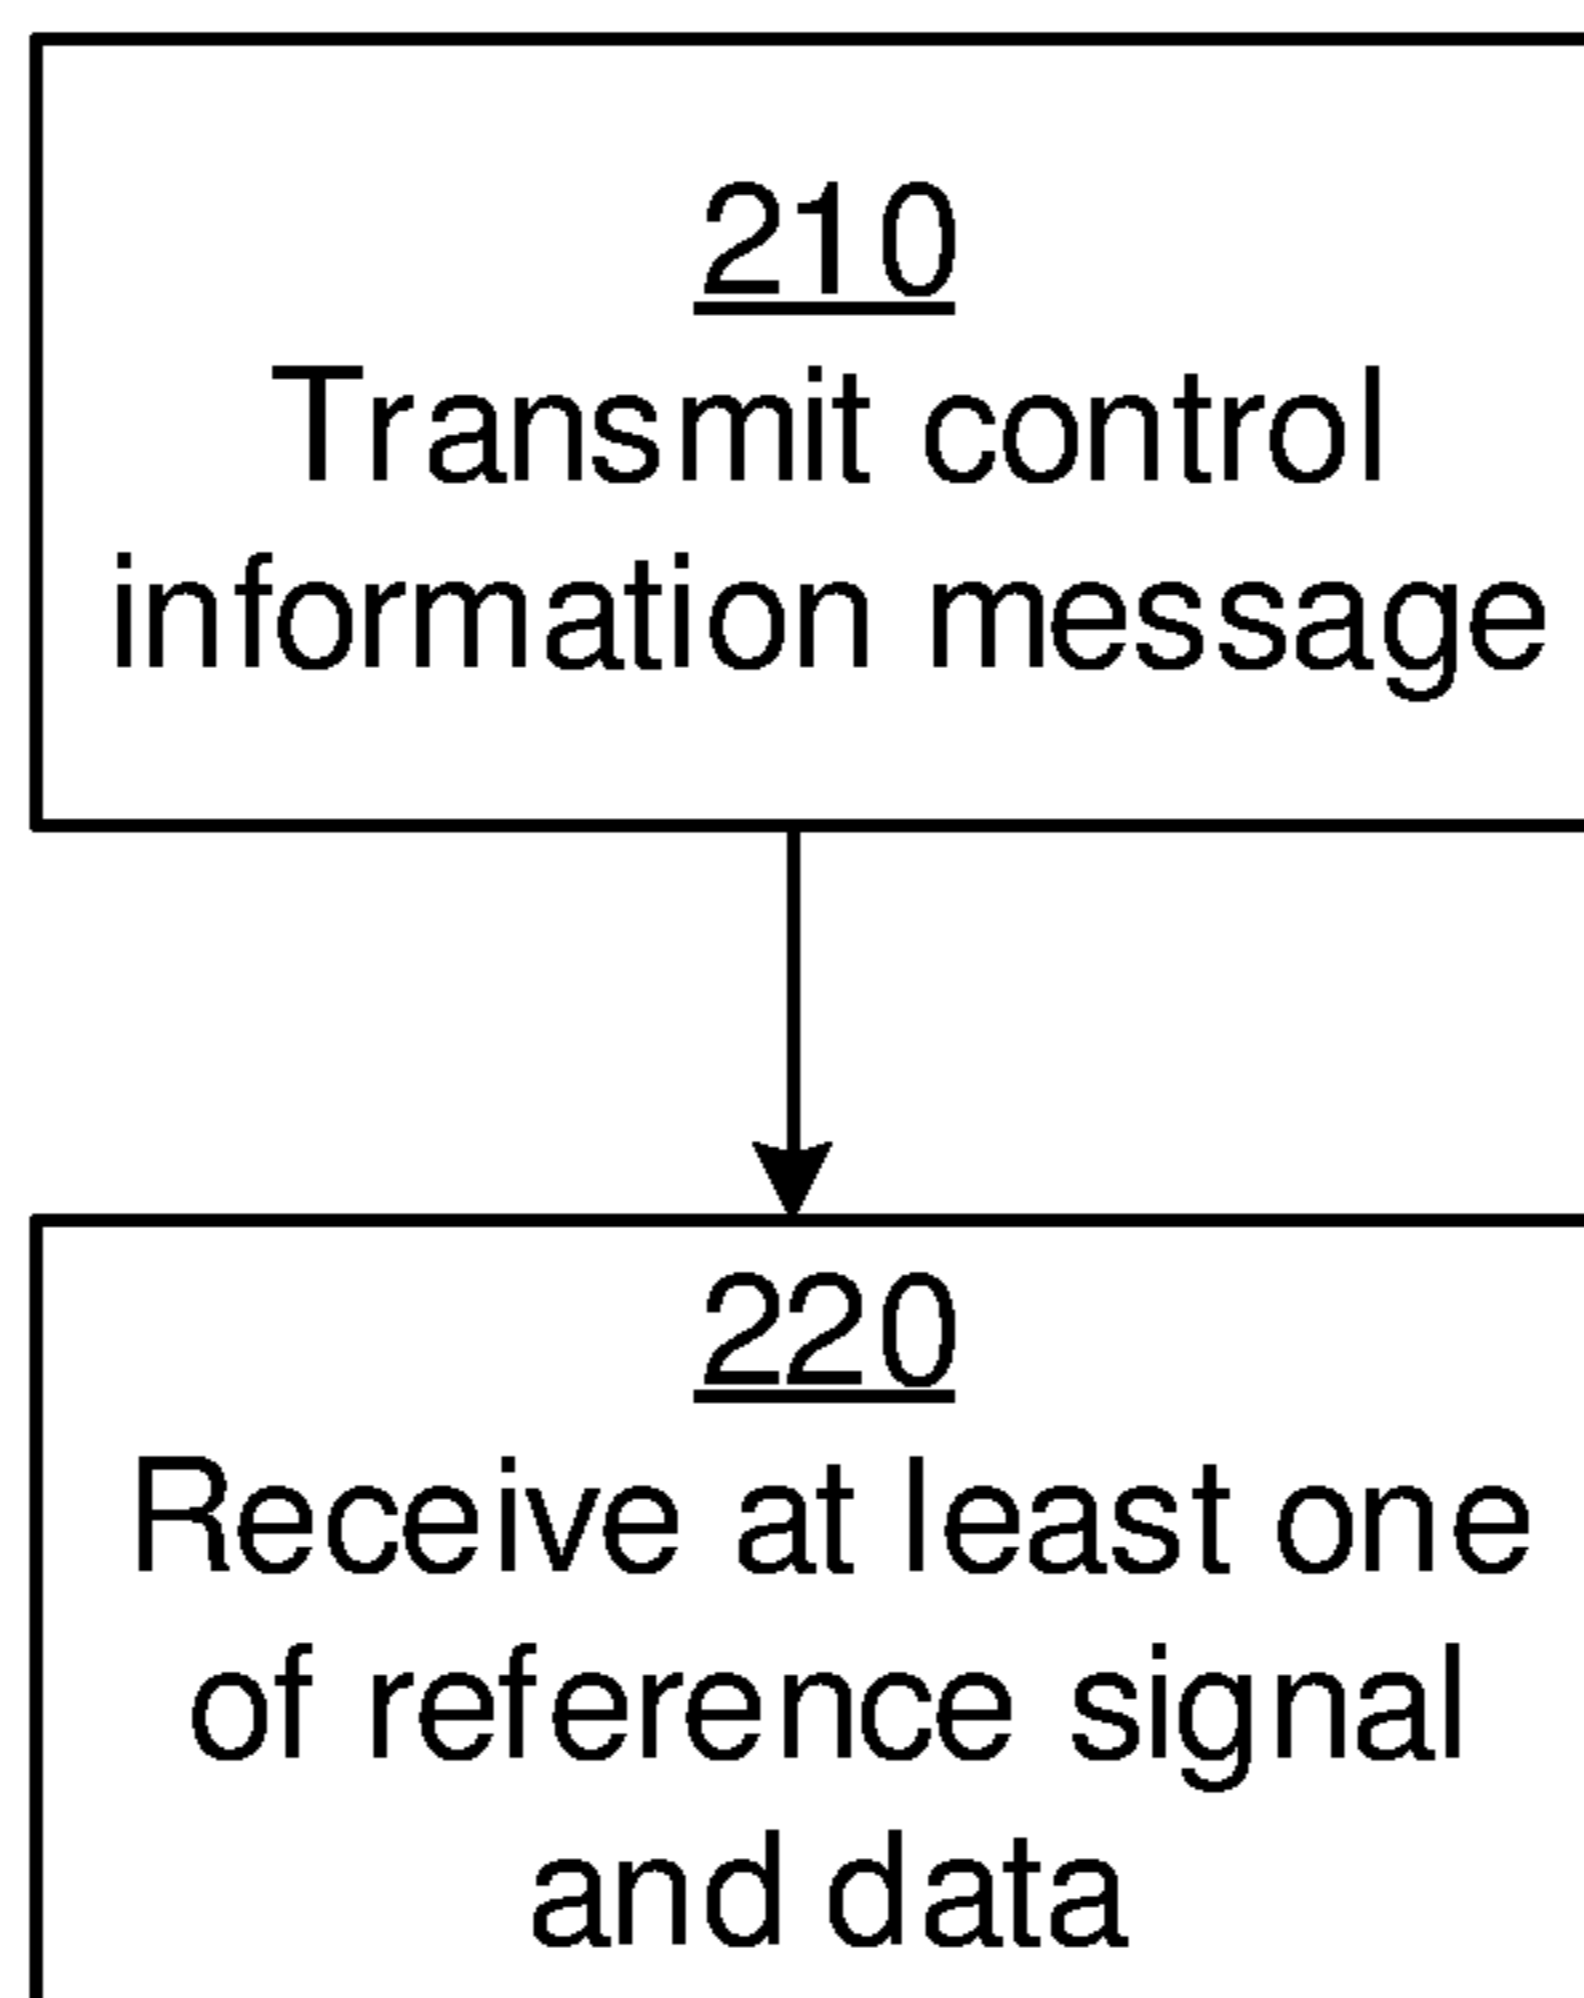 210
Transmit control
information message
220
Receive at least one
of reference signal
and data